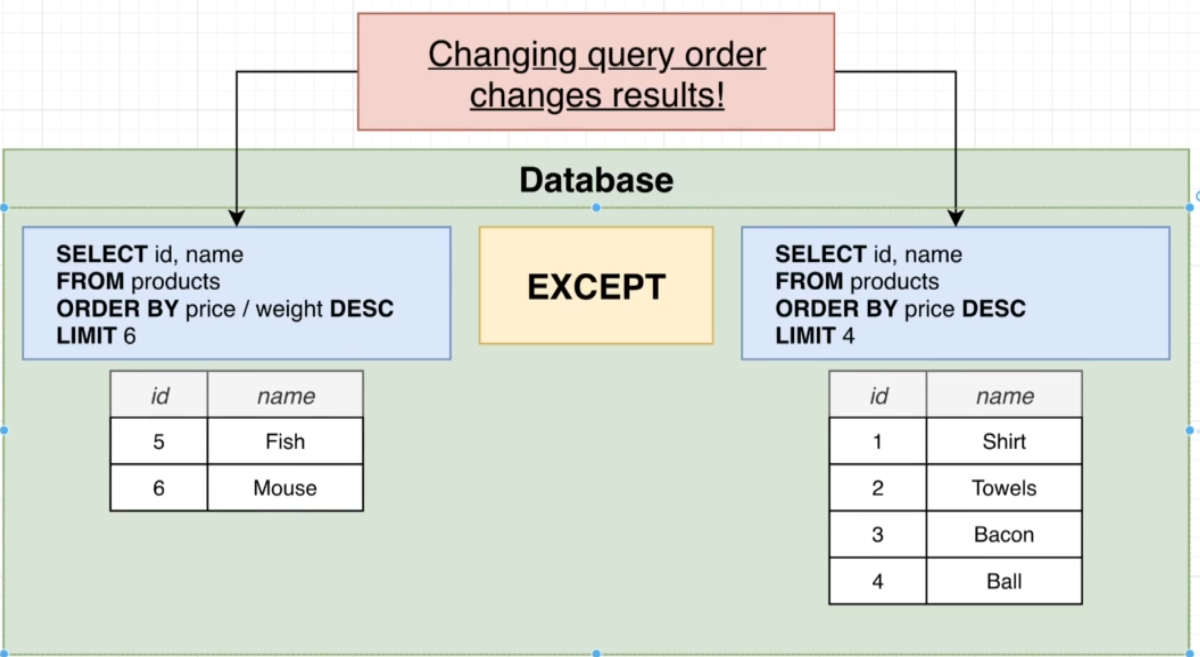 Changing query order
changes results!
Database
SELECT id, name
FROM products
ORDER BY price / weight DESC
LIMIT 6
EXCEPT
SELECT id, name
FROM products
ORDER BY price DESC
LIMIT 4
id name
5 Fish
6 Mouse
id name
1 Shirt
2 Towels
3 Bacon
4 Ball